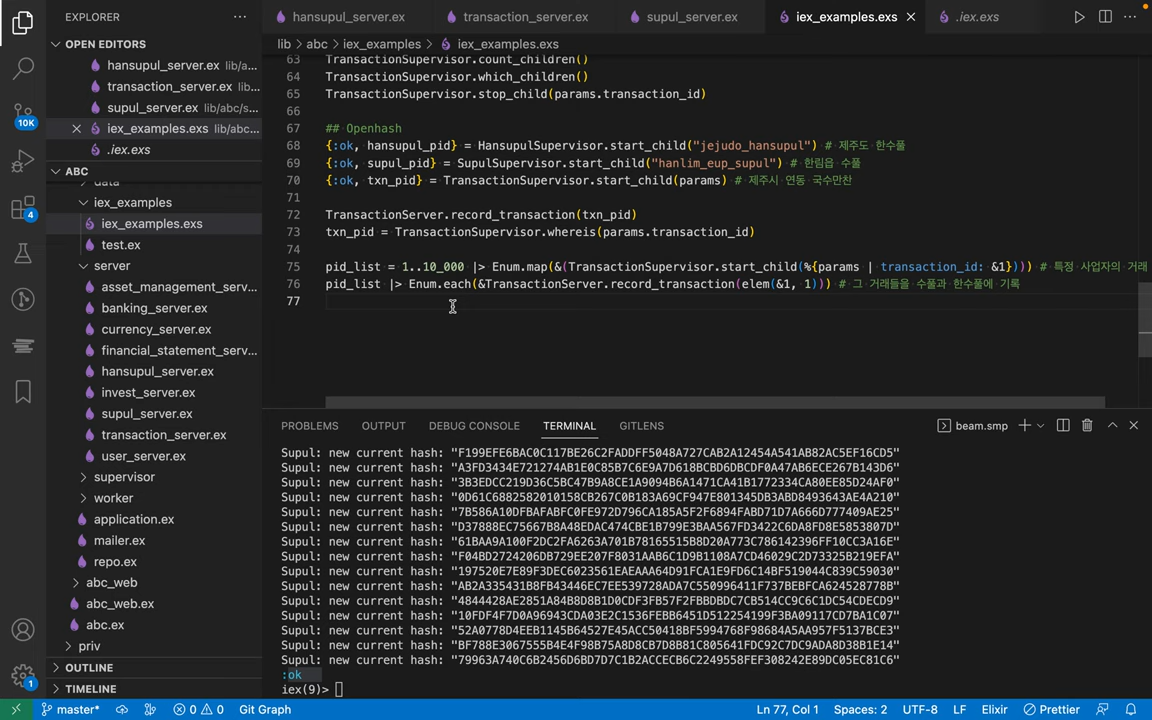 EXPLORER
OPEN EDITORS
hansupul_server.ex lib/a...
transaction_server.ex lib/...
supul_server.ex lib/abc/s...
iex_examples.exs lib/abc...
.iex.exs
ABC
data
iex_examples
iex_examples.exs
test.ex
server
asset_management_serv...
banking_server.ex
currency_server.ex
financial_statement_serv...
hansupul_server.ex
invest_server.ex
supul_server.ex
transaction_server.ex
user_server.ex
supervisor
worker
application.ex
mailer.ex
repo.ex
abc_web
abc_web.ex
abc.ex
priv
OUTLINE
TIMELINE
10K
4
1
hansupul_server.ex transaction_server.ex supul_server.ex iex_examples.exs .iex.exs
lib > abc > iex_examples > iex_examples.exs
63 TransactionSupervisor.count_children()
64 TransactionSupervisor.which_children()
65 TransactionSupervisor.stop_child(params.transaction_id)
66
67 ## Openhash
68 {:ok, hansupul_pid} = HansupulSupervisor.start_child("jejudo_hansupul") # 제주도 한수풀
69 {:ok, supul_pid} = SupulSupervisor.start_child("hanlim_eup_supul") # 한림읍 수풀
70 {:ok, txn_pid} = TransactionSupervisor.start_child(params) # 제주시 연동 국수만찬
71
72 TransactionServer.record_transaction(txn_pid)
73 txn_pid = TransactionSupervisor.whereis(params.transaction_id)
74
75 pid_list = 1..10_000 |> Enum.map(&(TransactionSupervisor.start_child(%{params | transaction_id: &1}))) # 특정 사업자의 거래
76 pid_list |> Enum.each(&TransactionServer.record_transaction(elem(&1, 1))) # 그 거래들을 수풀과 한수풀에 기록
77
PROBLEMS OUTPUT DEBUG CONSOLE TERMINAL GITLENS beam.smp
Supul: new current hash: "F199EFE6BAC0C117BE26C2FADDFF5048A727CAB2A12454A541AB82AC5EF16CD5"
Supul: new current hash: "A3FD3434E721274AB1E0C85B7C6E9A7D618BCBD6DBCDF0A47AB6ECE267B143D6"
Supul: new current hash: "3B3EDCC219D36C5BC47B9A8CE1A9094B6A1471CA41B1772334CA80EE85D24AF0"
Supul: new current hash: "0D61C6882582010158CB267C0B183A69CF947E801345DB3ABD8493643AE4A210"
Supul: new current hash: "7B586A10DFBAFABFC0FE972D796CA185A5F2F6894FABD71D7A666D777409AE25"
Supul: new current hash: "D37888EC75667B8A48EDAC474CBE1B799E3BAA567FD3422C6DA8FD8E5853807D"
Supul: new current hash: "61BAA9A100F2DC2FA6263A701B78165515B8D20A773C786142396FF10CC3A16E"
Supul: new current hash: "F04BD2724206DB729EE207F8031AAB6C1D9B1108A7CD46029C2D73325B219EFA"
Supul: new current hash: "197520E7E89F3DEC6023561EAEAAA64D91FCA1E9FD6C14BF519044C839C59030"
Supul: new current hash: "AB2A335431B8FB43446EC7EE539728ADA7C550996411F737BEBFCA624528778B"
Supul: new current hash: "4844428AE2851A84B8D8B1D0CDF3FB57F2FBBDBDC7CB514CC9C6C1DC54CDECD9"
Supul: new current hash: "10FDF4F7D0A96943CDA03E2C1536FEBB6451D512254199F3BA09117CD7BA1C07"
Supul: new current hash: "52A0778D4EEB1145B64527E45ACC50418BF5994768F98684A5AA957F5137BCE3"
Supul: new current hash: "BF788E3067555B4E4F98B75A8D8CB7D8B81C805641FDC92C7DC9ADA8D38B1E14"
Supul: new current hash: "79963A740C6B2456D6BD7D7C1B2ACCECB6C2249558FEF308242E89DC05EC81C6"
:ok
iex(9)>
master* 0 0 Git Graph Ln 77, Col 1 Spaces: 2 UTF-8 LF Elixir Prettier